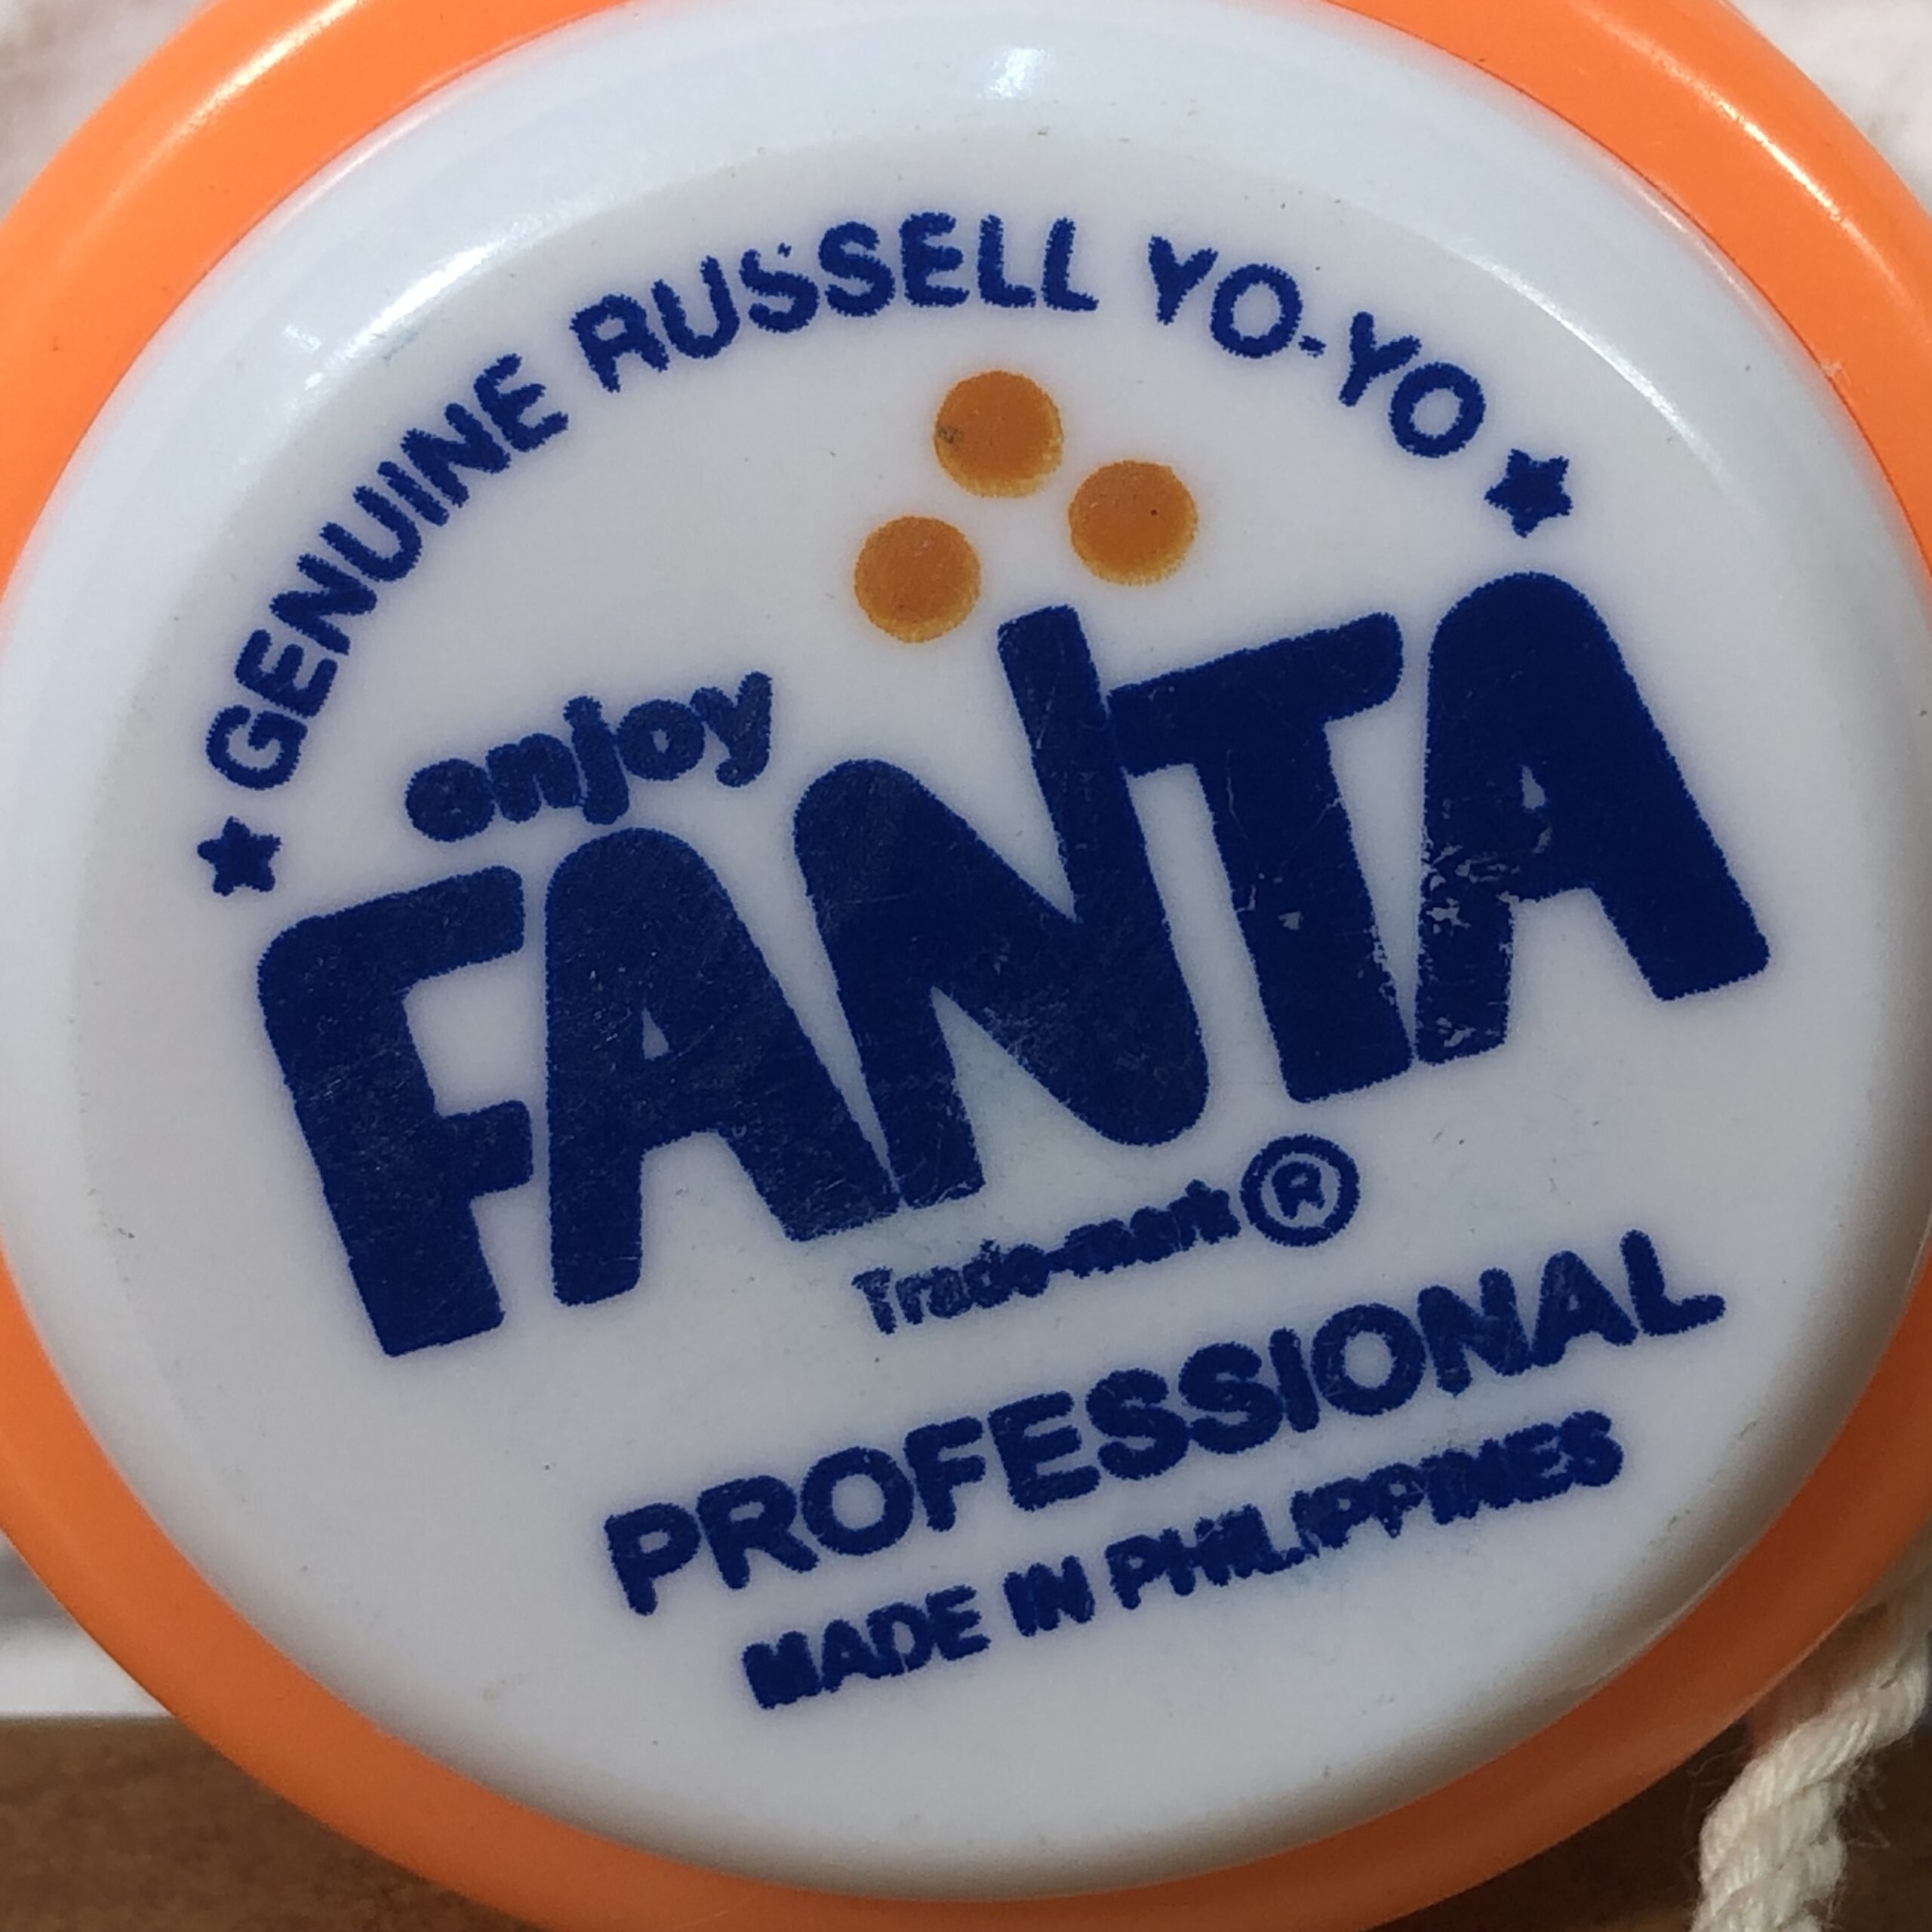 ★ GENUINE RUSSELL YO-YO ★
enjoy
FANTA
Trade-mark ®
PROFESSIONAL
MADE IN PHILIPPINES